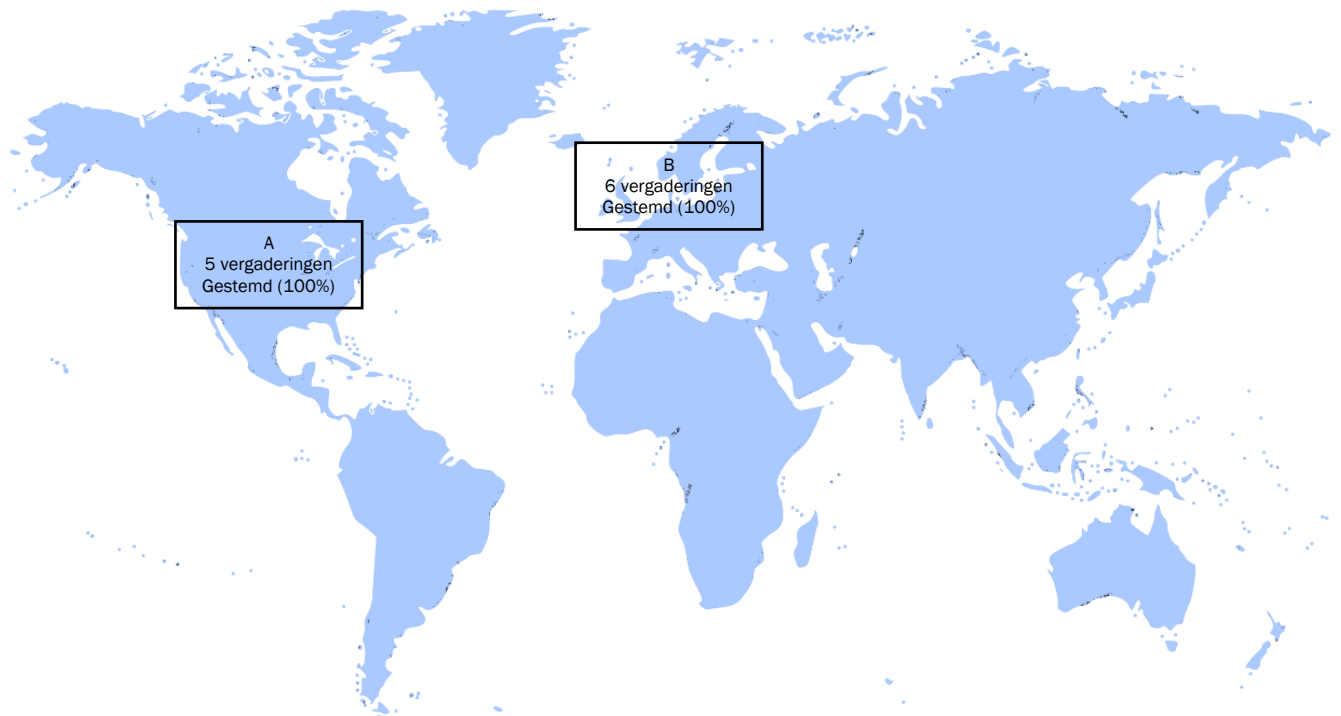 A
5 vergaderingen
Gestemd (100%)
B
6 vergaderingen
Gestemd (100%)